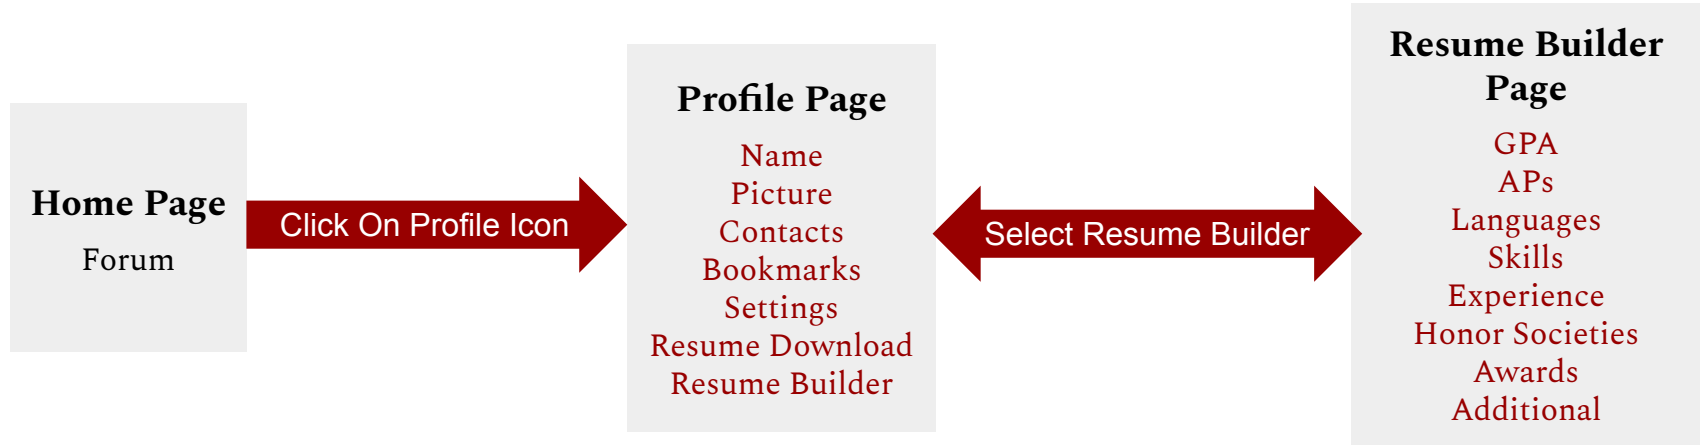 Home Page
Forum
Click On Profile Icon
Profile Page
Name
Picture
Contacts
Bookmarks
Settings
Resume Download
Resume Builder
Select Resume Builder
Resume Builder
Page
GPA
APs
Languages
Skills
Experience
Honor Societies
Awards
Additional